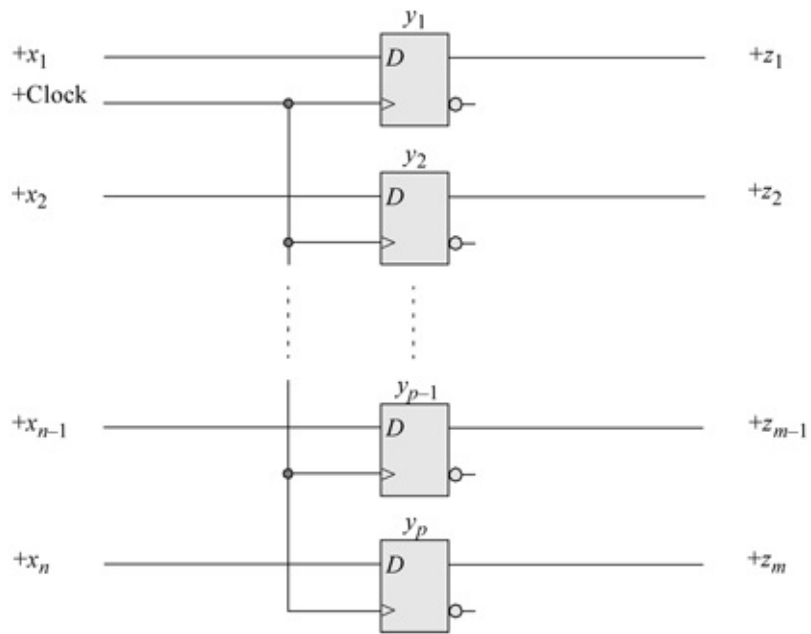 y₁
+x₁ D +z₁
+Clock
y₂
+x₂ D +z₂
yₚ₋₁
+xₙ₋₁ D +zₘ₋₁
yₚ
+xₙ D +zₘ